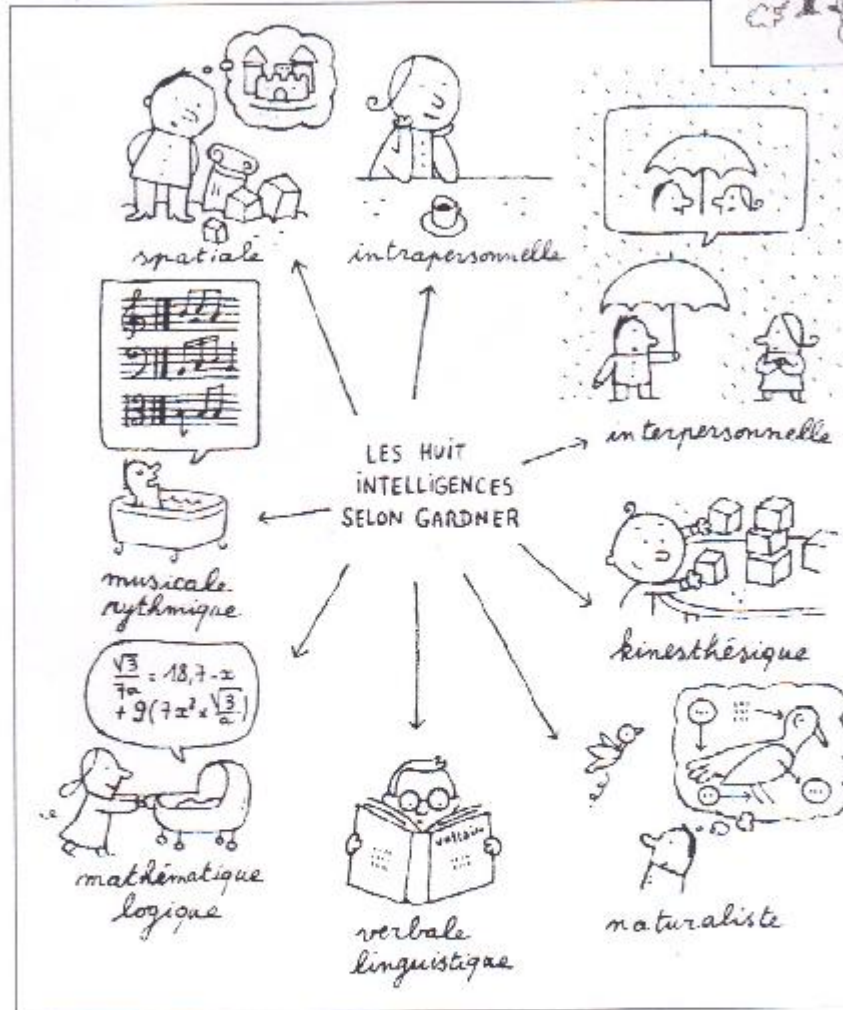 spatiale
intrapersonnelle
interpersonnelle
LES HUIT
INTELLIGENCES
SELON GARDNER
musicale
rythmique
kinesthésique
√3/7a = 18,7 - x
+ 9(7x² x √3/a)
mathématique
logique
voltaire
verbale
linguistique
naturaliste